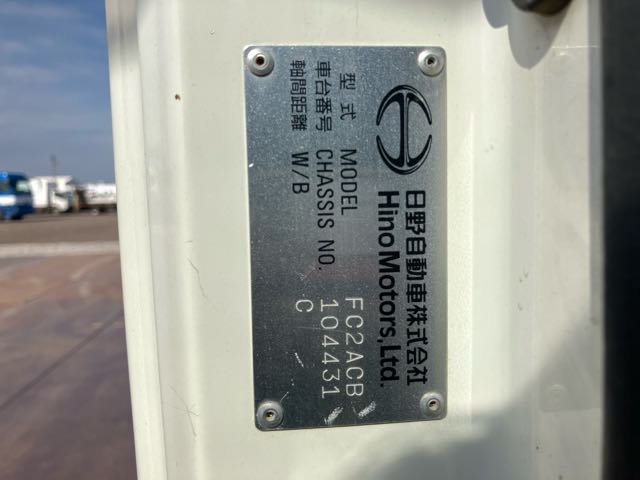 日野自動車株式会社
Hino Motors, Ltd.
型式 MODEL FC2ACB
車台番号 CHASSIS NO. 104431
軸間距離 W/B C